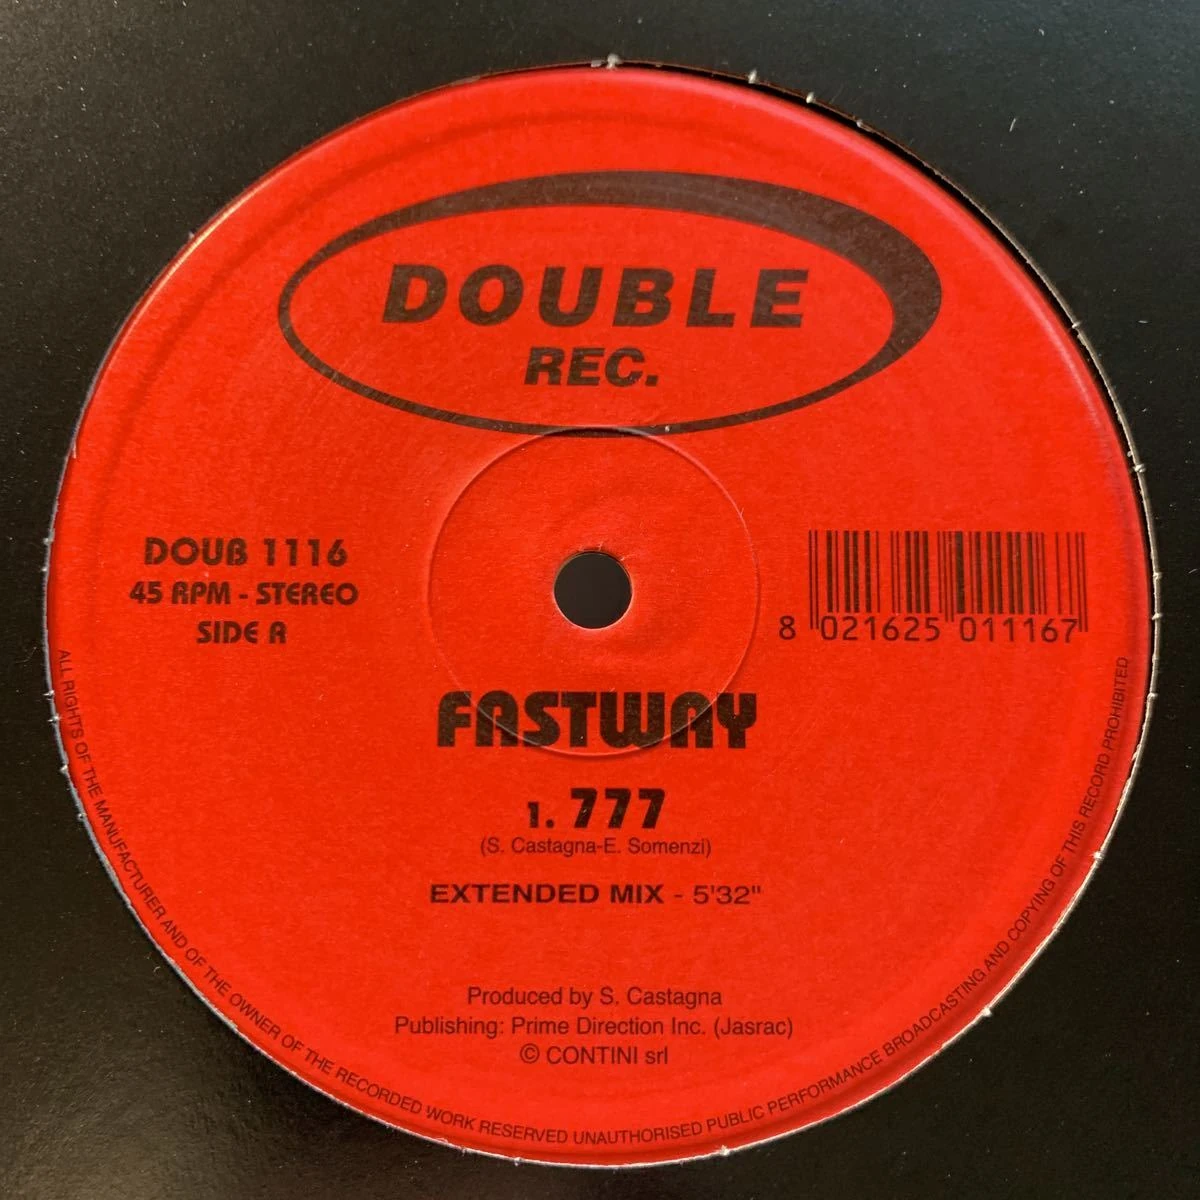 DOUBLE
REC.
DOUB 1116
45 RPM - STEREO
SIDE A
8 021625 011167
FASTWAY
1. 777
(S. Castagna-E. Somenzi)
EXTENDED MIX - 5'32"
Produced by S. Castagna
Publishing: Prime Direction Inc. (Jasrac)
© CONTINI srl
ALL RIGHTS OF THE MANUFACTURER AND OF THE OWNER OF THE RECORDED WORK RESERVED UNAUTHORISED PUBLIC PERFORMANCE BROADCASTING AND COPYING OF THIS RECORD PROHIBITED